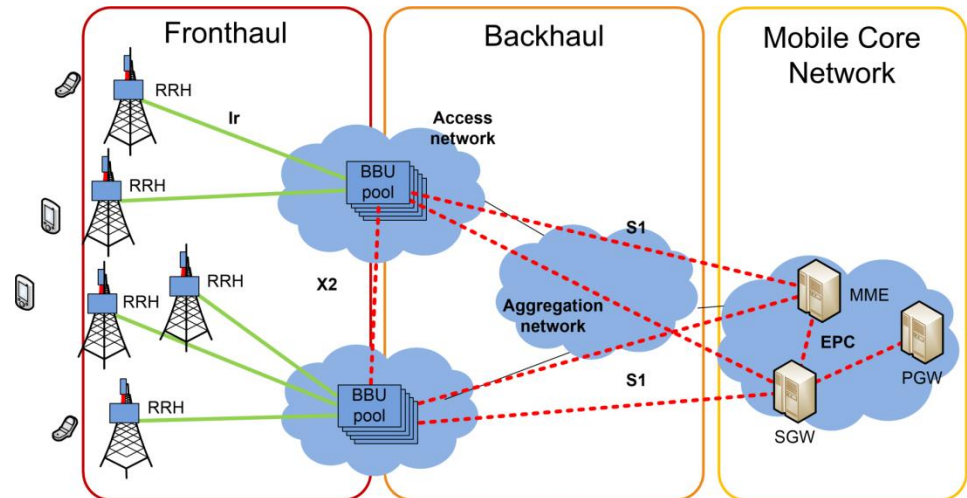 Fronthaul
Backhaul
Mobile Core
Network
RRH
Ir
Access
network
BBU
pool
RRH
S1
X2
RRH
RRH
Aggregation
network
MME
EPC
PGW
BBU
pool
S1
RRH
SGW